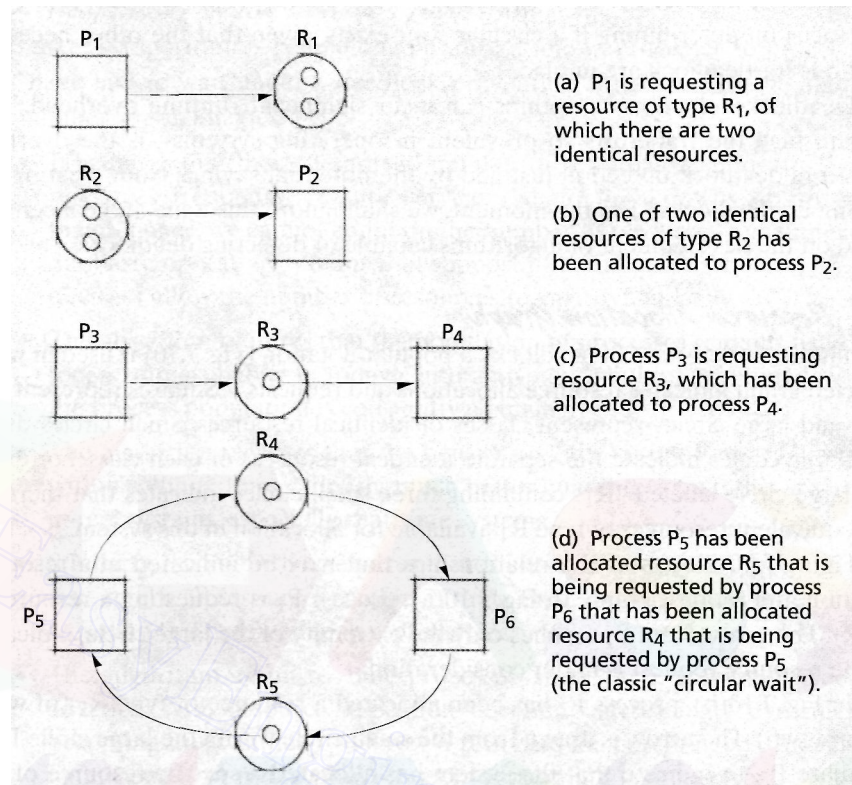 P1 R1
(a) P1 is requesting a
resource of type R1, of
which there are two
identical resources.
R2 P2
(b) One of two identical
resources of type R2 has
been allocated to process P2.
P3 R3 P4
(c) Process P3 is requesting
resource R3, which has been
allocated to process P4.
R4
P5 P6
R5
(d) Process P5 has been
allocated resource R5 that is
being requested by process
P6 that has been allocated
resource R4 that is being
requested by process P5
(the classic “circular wait”).